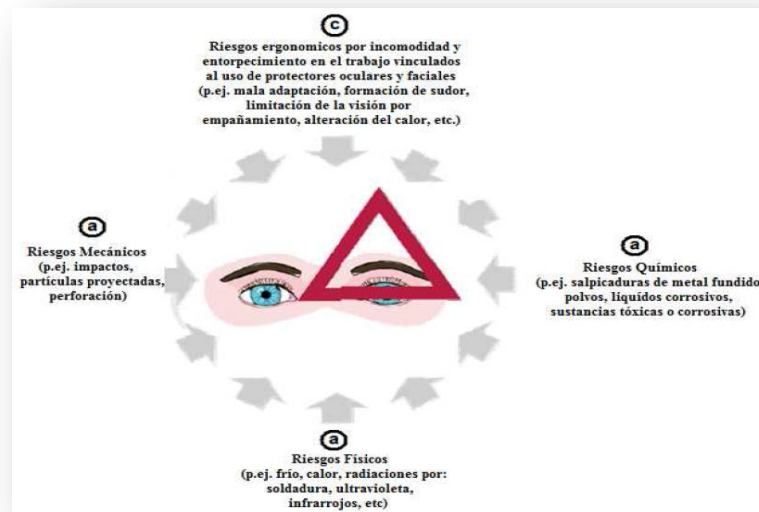 c
Riesgos ergonomicos por incomodidad y
entorpecimiento en el trabajo vinculados
al uso de protectores oculares y faciales
(p.ej. mala adaptación, formación de sudor,
limitación de la visión por
empañamiento, alteración del calor, etc.)
a
Riesgos Mecánicos
(p.ej. impactos,
partículas proyectadas,
perforación)
a
Riesgos Químicos
(p.ej. salpicaduras de metal fundido
polvos, liquídos corrosivos,
sustancias tóxicas o corrosivas)
a
Riesgos Físicos
(p.ej. frío, calor, radiaciones por:
soldadura, ultravioleta,
infrarrojos, etc)